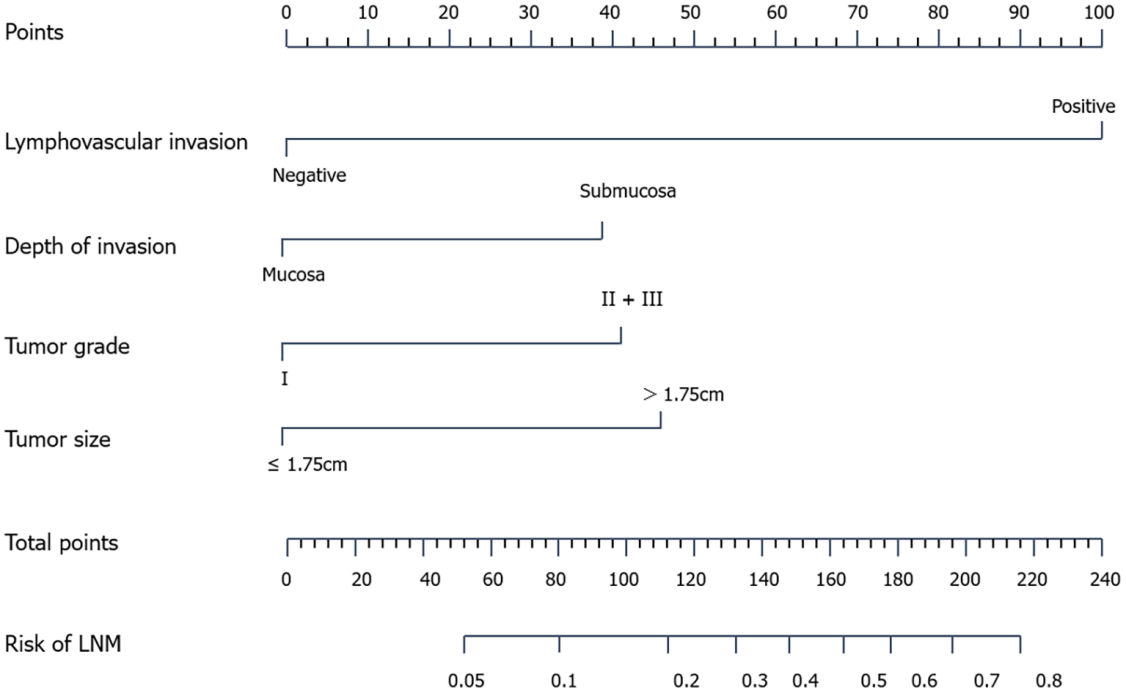 0 10 20 30 40 50 60 70 80 90 100
Points
Positive
Lymphovascular invasion
Negative
Submucosa
Depth of invasion
Mucosa
II + III
Tumor grade
I
> 1.75cm
Tumor size
≤ 1.75cm
Total points
0 20 40 60 80 100 120 140 160 180 200 220 240
Risk of LNM
0.05 0.1 0.2 0.3 0.4 0.5 0.6 0.7 0.8